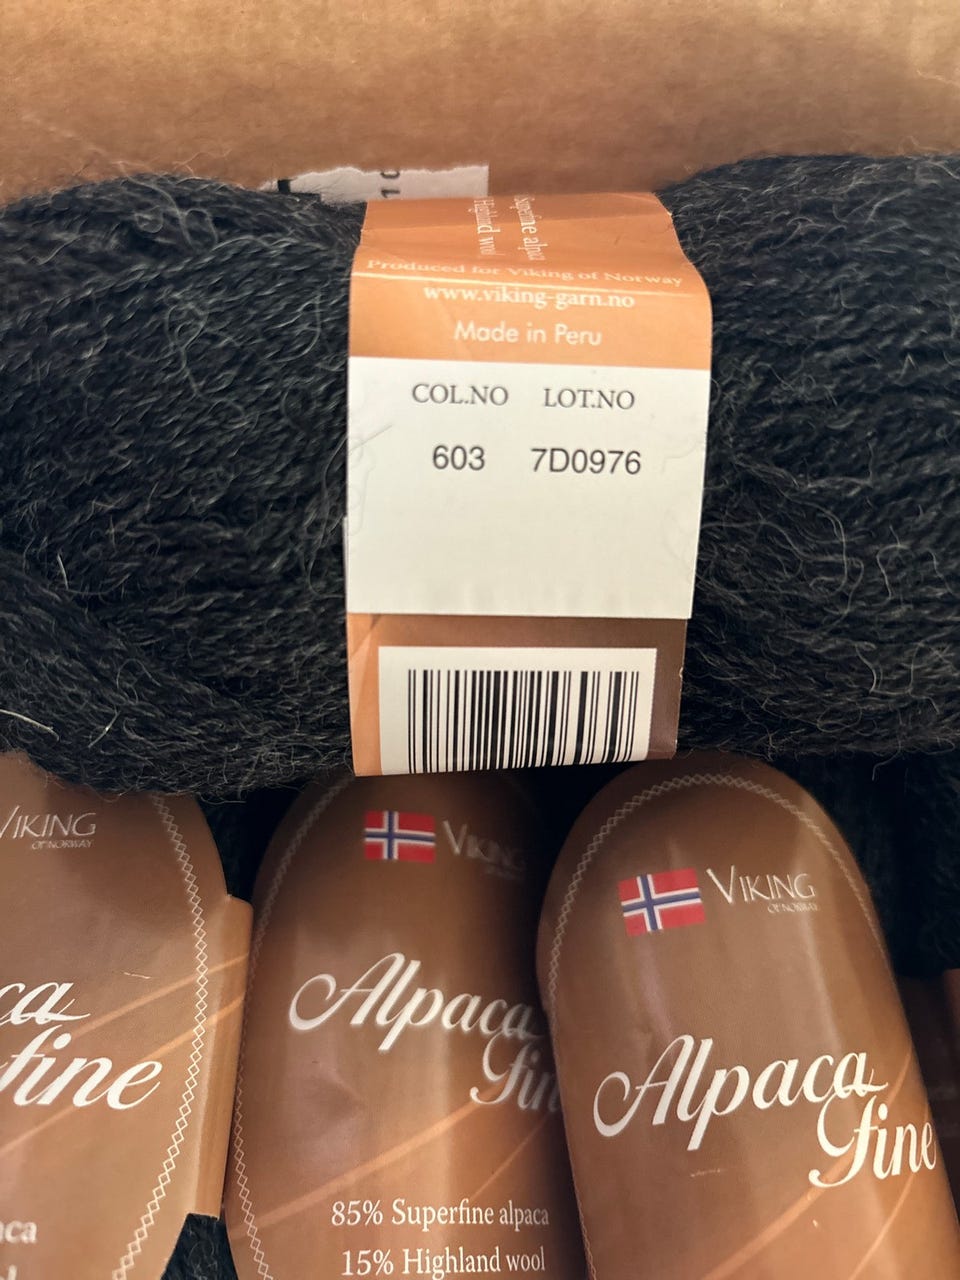 10
Superfine alpaca
Highland wool
Produced for Viking of Norway
www.viking-garn.no
Made in Peru
COL.NO LOT.NO
603 7D0976
VIKING
OF NORWAY
fine
VIKING
Alpaca
85% Superfine alpaca
15% Highland wool
VIKING
OF NORWAY
Alpaca
fine